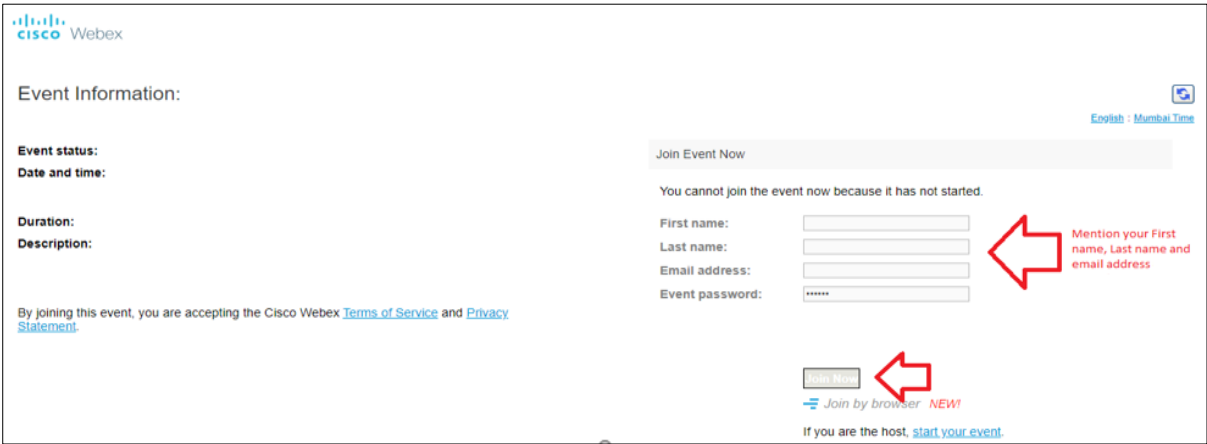 cisco Webex
Event Information:
English : Mumbai Time
Event status:
Date and time:
Duration:
Description:
By joining this event, you are accepting the Cisco Webex Terms of Service and Privacy
Statement.
Join Event Now
You cannot join the event now because it has not started.
First name:
Last name:
Email address:
Event password: ••••••
Mention your First
name, Last name and
email address
Join Now
Join by browser NEW!
If you are the host, start your event.